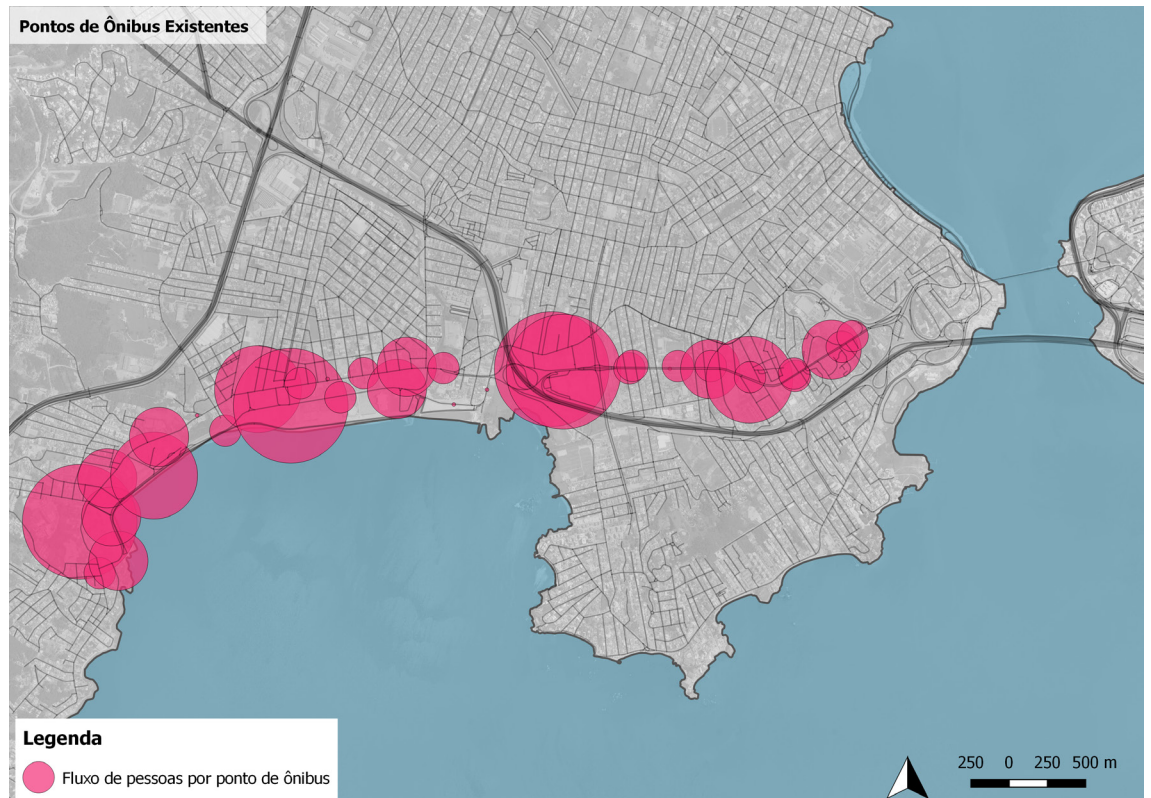 Pontos de Ônibus Existentes
Legenda
Fluxo de pessoas por ponto de ônibus
250 0 250 500 m